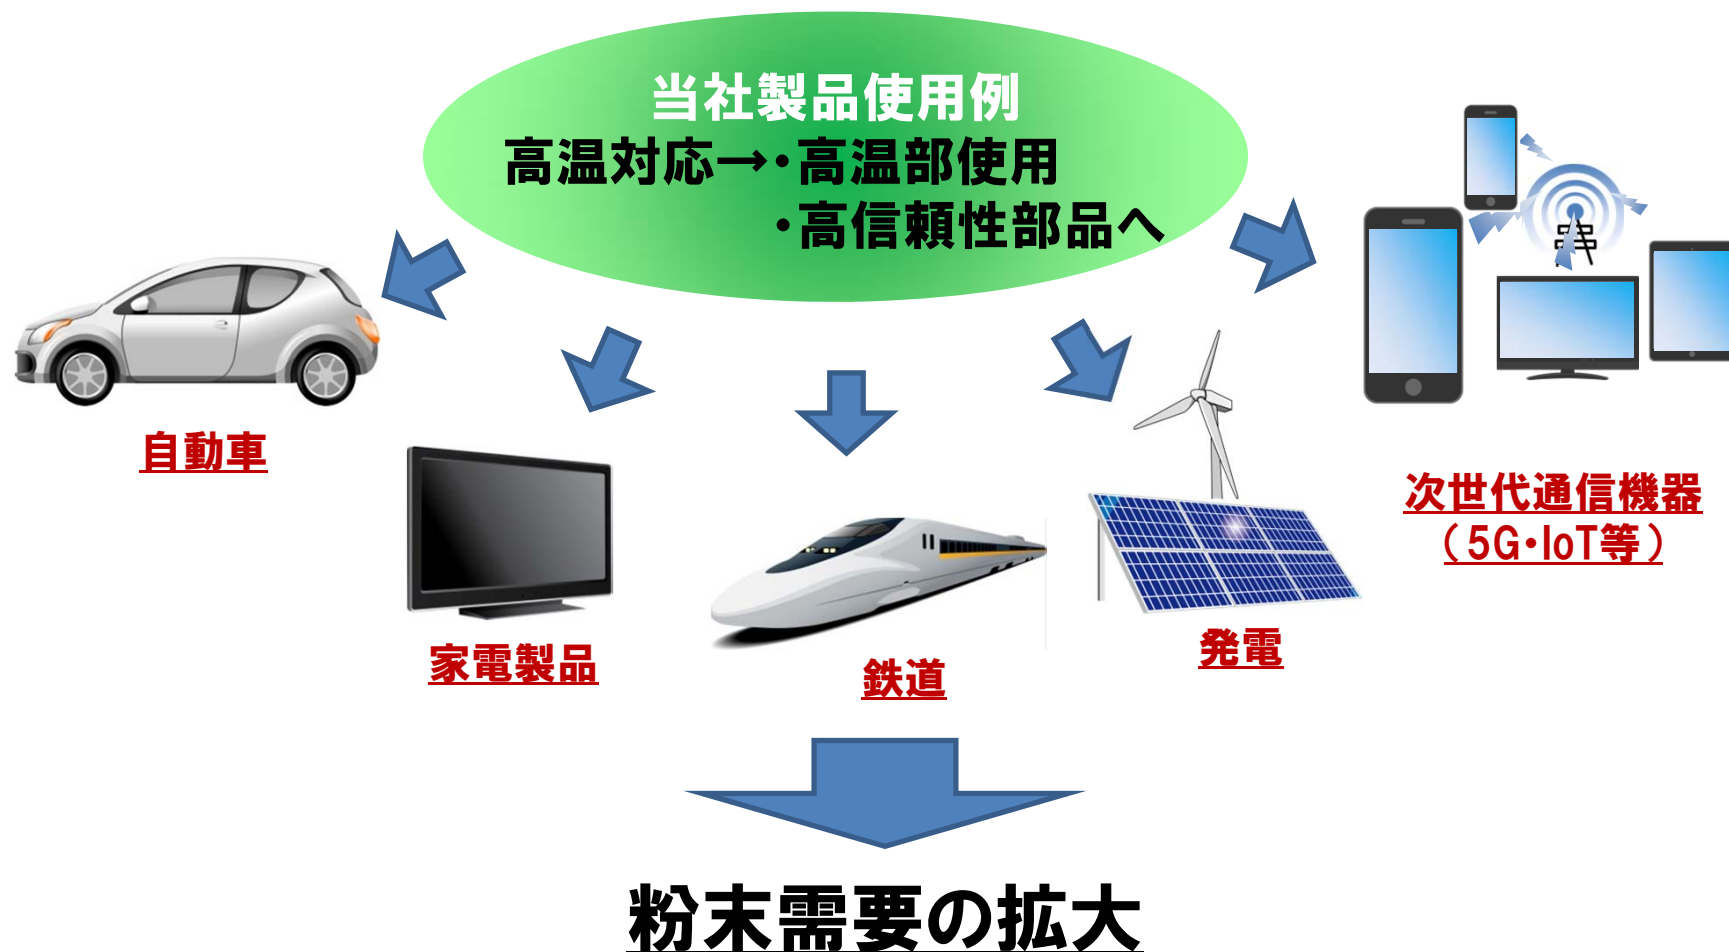 当社製品使用例
高温対応→・高温部使用
・高信頼性部品へ
自動車
家電製品
鉄道
発電
次世代通信機器
（5G・IoT等）
粉末需要の拡大